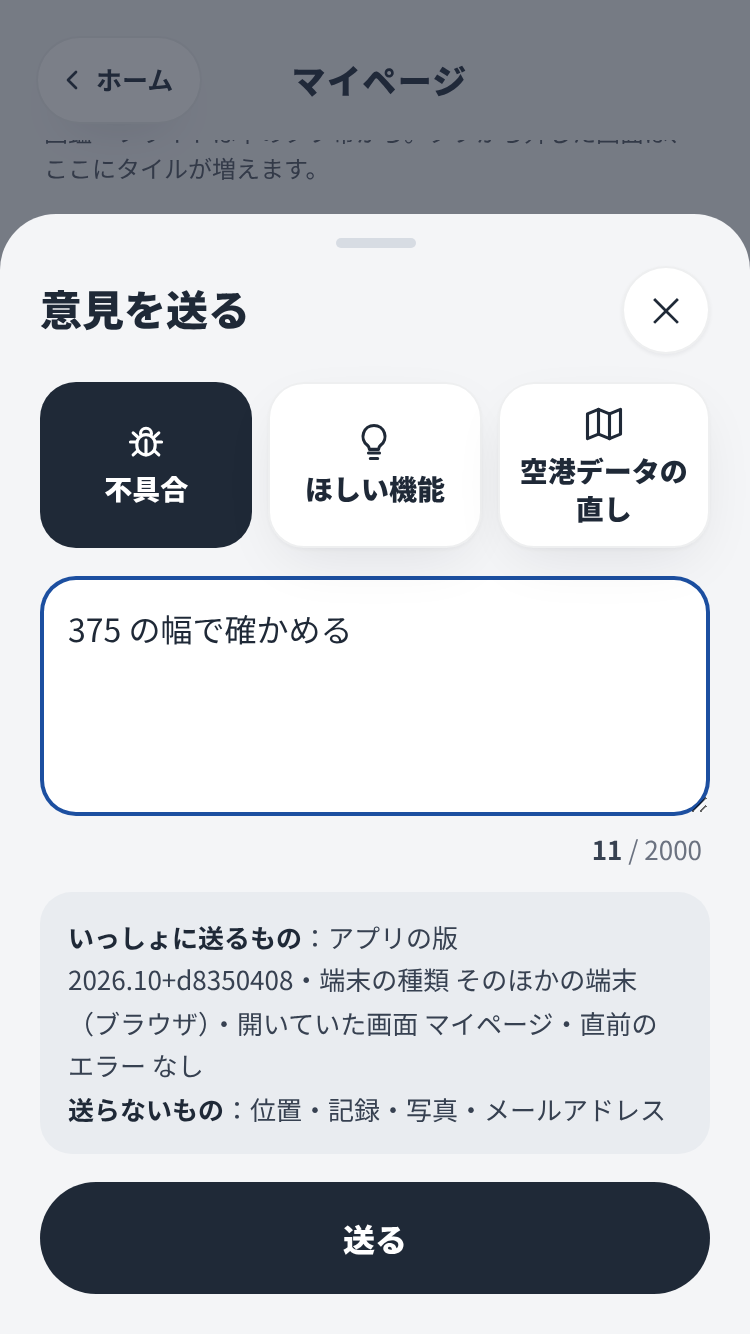 ホーム
マイページ
ここにタイルが増えます。
意見を送る
不具合
ほしい機能
空港データの
直し
375 の幅で確かめる
11 / 2000
いっしょに送るもの：アプリの版
2026.10+d8350408・端末の種類 そのほかの端末
（ブラウザ）・開いていた画面 マイページ・直前の
エラー なし
送らないもの：位置・記録・写真・メールアドレス
送る